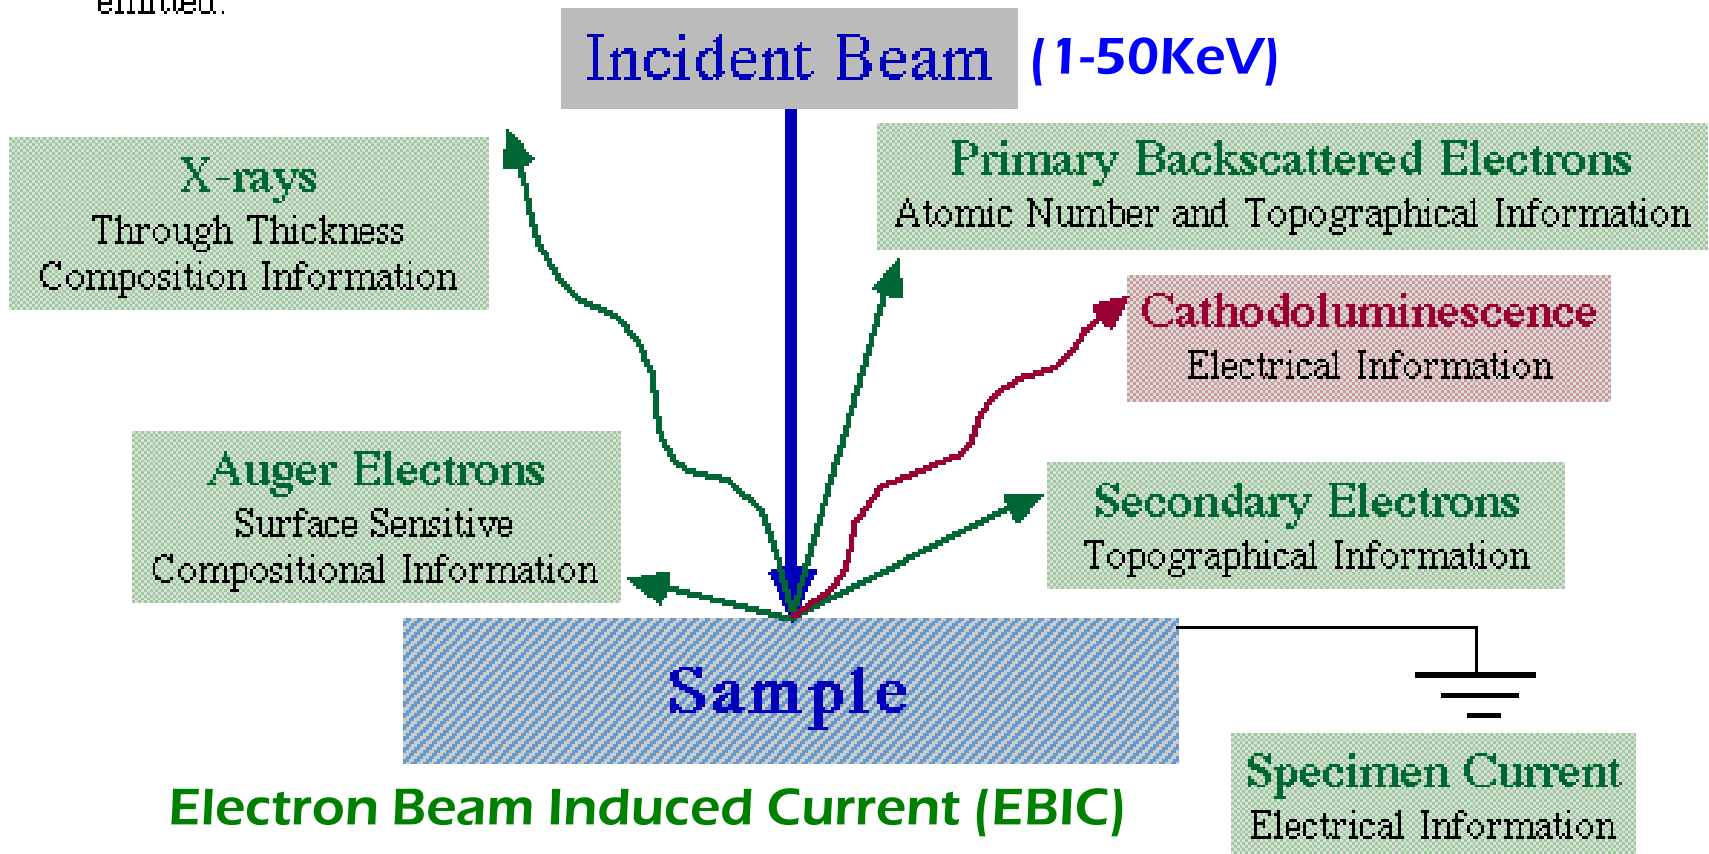 emitted.
Incident Beam (1-50KeV)
X-rays
Through Thickness
Composition Information
Primary Backscattered Electrons
Atomic Number and Topographical Information
Cathodoluminescence
Electrical Information
Auger Electrons
Surface Sensitive
Compositional Information
Secondary Electrons
Topographical Information
Sample
Electron Beam Induced Current (EBIC)
Specimen Current
Electrical Information